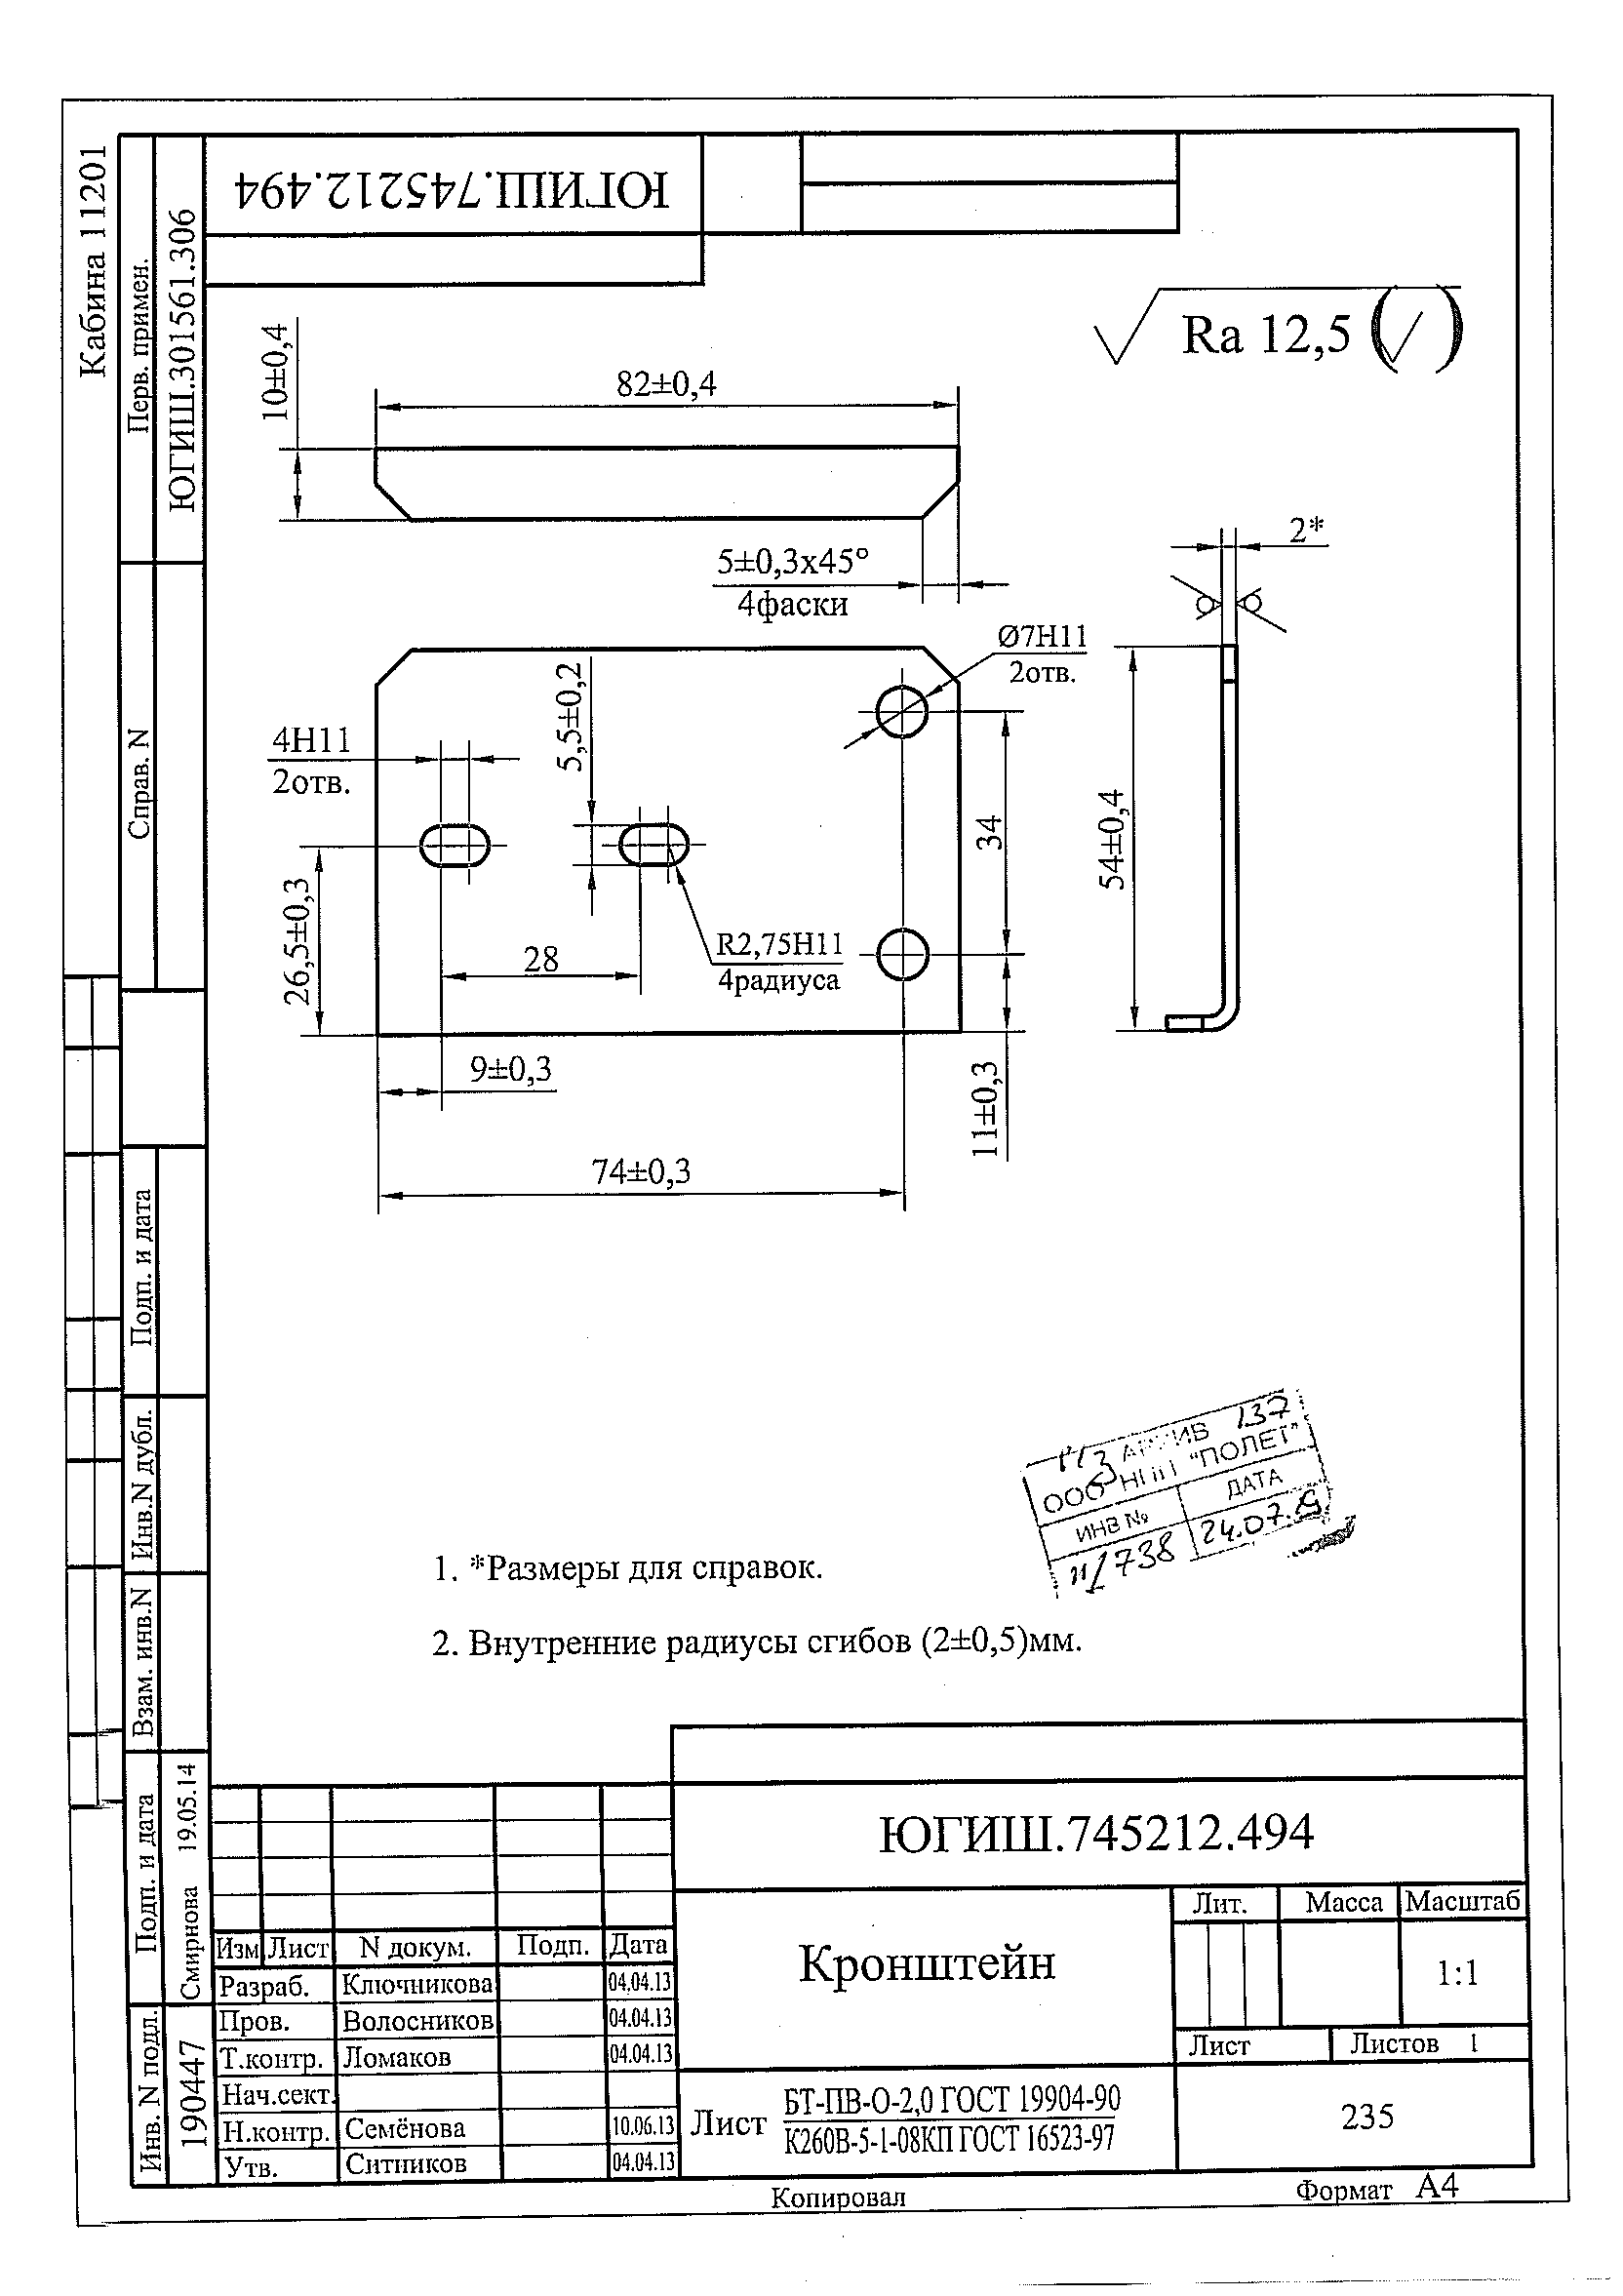 Кабина 11201
Перв. примен.
ЮГИШ.301561.306
Справ. N
Подп. и дата
Инв.N дубл.
Взам. инв.N
Подп. и дата
Смирнова 19.05.14
Инв. N подл.
190447
ЮГИШ.745212.494
Ra 12,5
10±0,4
82±0,4
5±0,3х45°
4фаски
2*
Ø7H11
2отв.
5,5±0,2
4H11
2отв.
34
54±0,4
26,5±0,3
28
R2,75H11
4радиуса
9±0,3
11±0,3
74±0,3
АРХИВ 137
ООО НПП "ПОЛЕТ"
ИНВ № ДАТА
1738 24.07.
1. *Размеры для справок.
2. Внутренние радиусы сгибов (2±0,5)мм.
ЮГИШ.745212.494
Кронштейн
Лит. Масса Масштаб
1:1
Лист Листов 1
Изм Лист N докум. Подп. Дата
Разраб. Ключникова 04.04.13
Пров. Волосников 04.04.13
Т.контр. Ломаков 04.04.13
Нач.сект.
Н.контр. Семёнова 10.06.13
Утв. Ситников 04.04.13
Лист БТ-ПВ-О-2,0 ГОСТ 19904-90
К260В-5-1-08КП ГОСТ 16523-97
235
Копировал
Формат А4